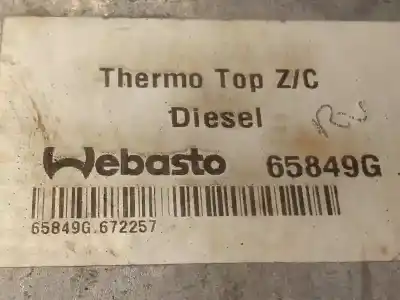 Thermo Top Z/C
Diesel
Webasto 65849G
65849G.672257